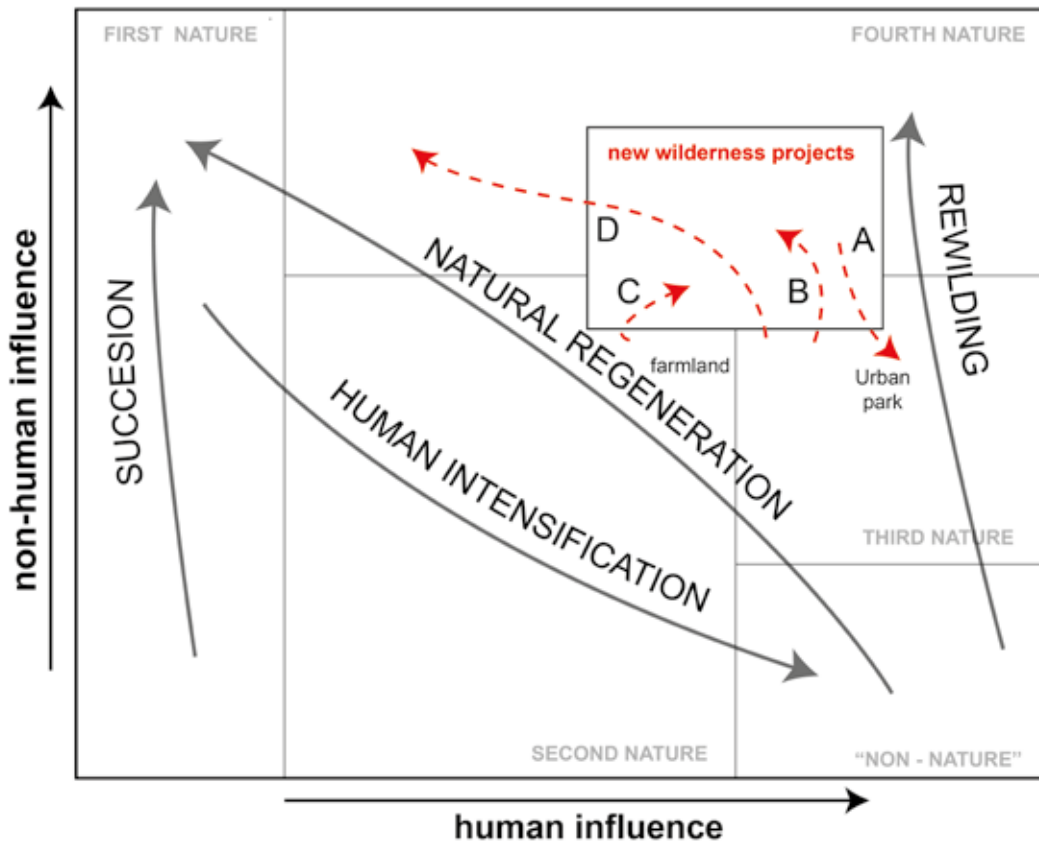 FIRST NATURE
FOURTH NATURE
new wilderness projects
D
A
C
B
farmland
Urban
park
SUCCESION
NATURAL REGENERATION
HUMAN INTENSIFICATION
REWILDING
THIRD NATURE
SECOND NATURE
“NON - NATURE”
non-human influence
human influence